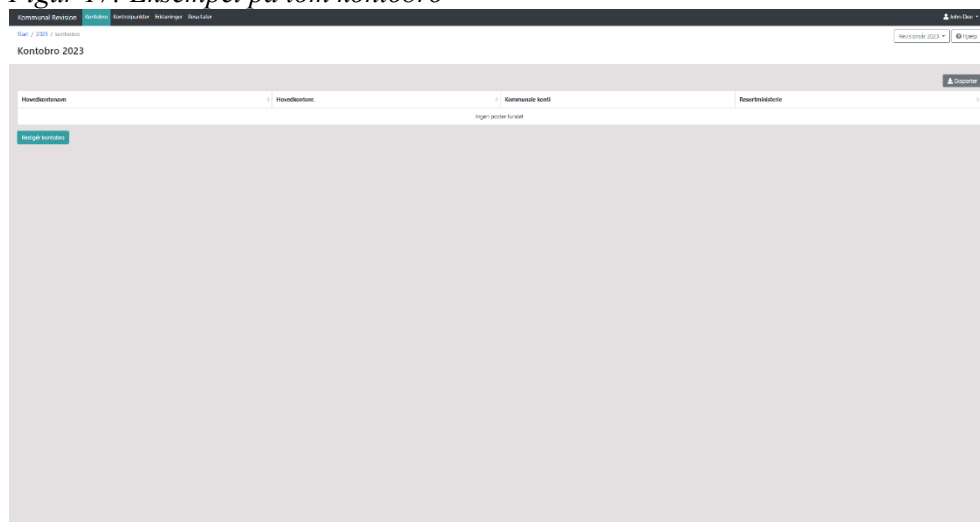 Figur 17: Eksempel på tom kontobro
Kommunal Revision Kontobro Kontrolpunkter Erklæringer Resultater John Doe
Start / 2023 / kontobro
Revisionsår 2023 Hjælp
Kontobro 2023
Eksporter
Hovedkontonavn Hovedkontonr. Kommunale konti Ressortministerie
Ingen poster fundet
Redigér kontobro